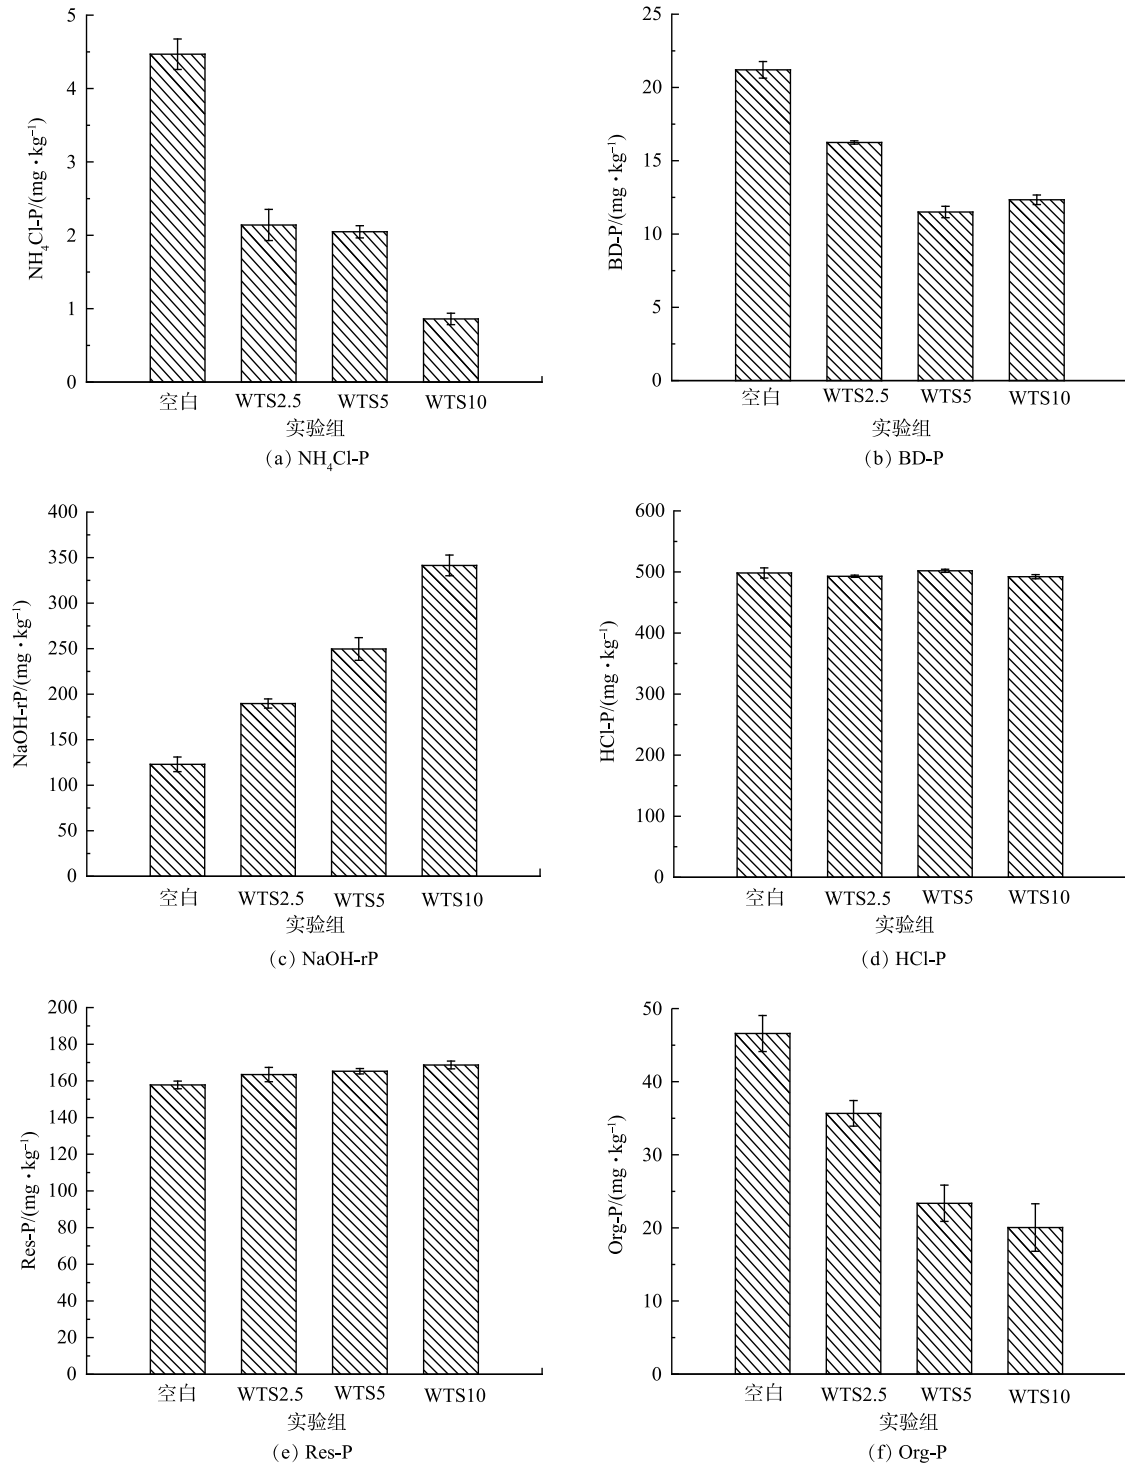 5
4
3
2
1
0
NH₄Cl-P/(mg·kg⁻¹)
空白 WTS2.5 WTS5 WTS10
实验组
(a) NH₄Cl-P
25
20
15
10
5
0
BD-P/(mg·kg⁻¹)
空白 WTS2.5 WTS5 WTS10
实验组
(b) BD-P
400
350
300
250
200
150
100
50
0
NaOH-rP/(mg·kg⁻¹)
空白 WTS2.5 WTS5 WTS10
实验组
(c) NaOH-rP
600
500
400
300
200
100
0
HCl-P/(mg·kg⁻¹)
空白 WTS2.5 WTS5 WTS10
实验组
(d) HCl-P
200
180
160
140
120
100
80
60
40
20
0
Res-P/(mg·kg⁻¹)
空白 WTS2.5 WTS5 WTS10
实验组
(e) Res-P
50
40
30
20
10
0
Org-P/(mg·kg⁻¹)
空白 WTS2.5 WTS5 WTS10
实验组
(f) Org-P